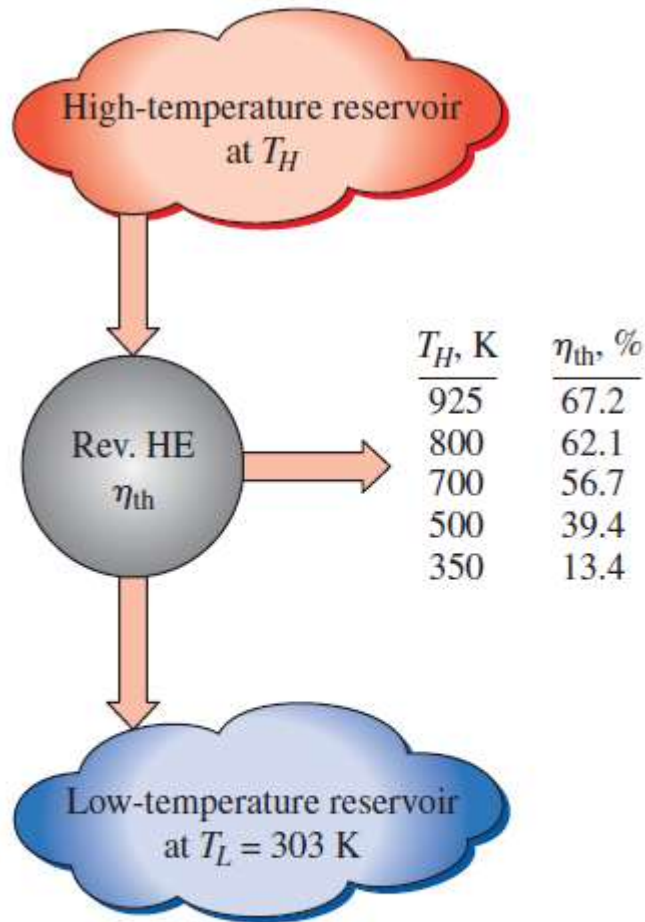 High-temperature reservoir
at T_H
Rev. HE
η_th
T_H, K η_th, %
925 67.2
800 62.1
700 56.7
500 39.4
350 13.4
Low-temperature reservoir
at T_L = 303 K